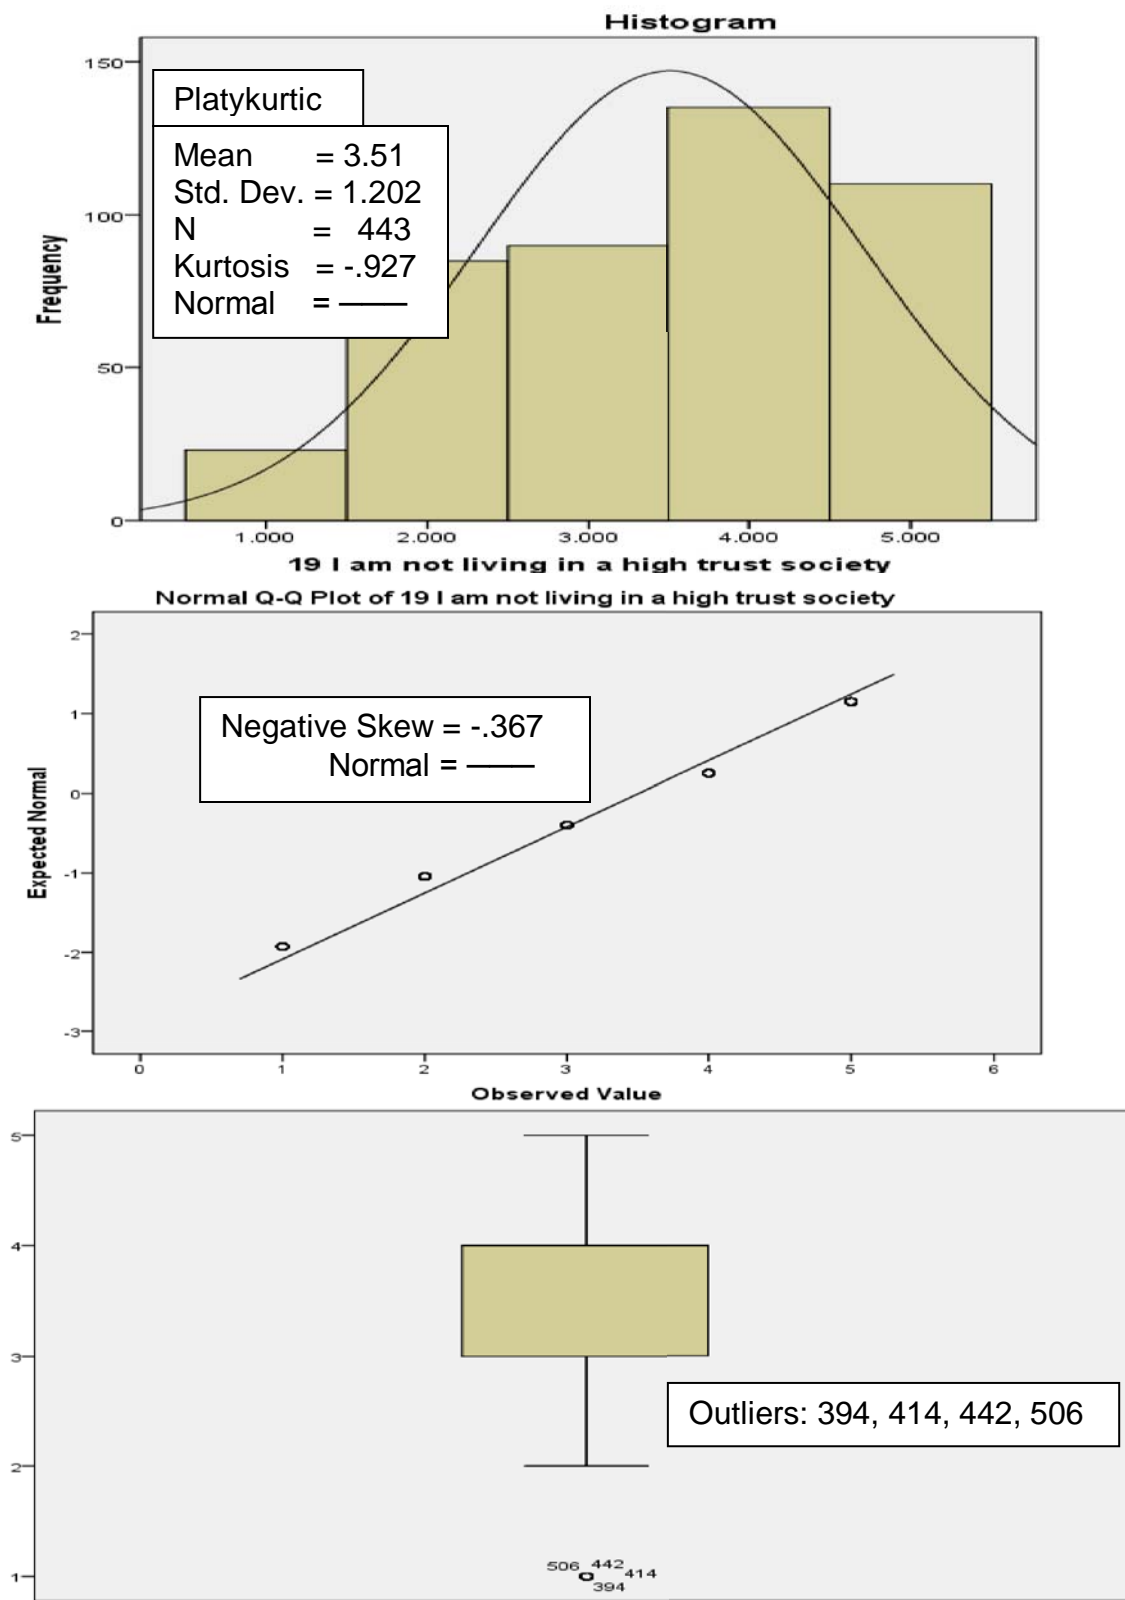 Histogram
150
100
50
0
Frequency
Platykurtic
Mean = 3.51
Std. Dev. = 1.202
N = 443
Kurtosis = -.927
Normal = ——
1.000 2.000 3.000 4.000 5.000
19 I am not living in a high trust society
Normal Q-Q Plot of 19 I am not living in a high trust society
2
1
0
-1
-2
-3
Expected Normal
Negative Skew = -.367
Normal = ——
0 1 2 3 4 5 6
Observed Value
5
4
3
2
1
Outliers: 394, 414, 442, 506
506 442 414
394